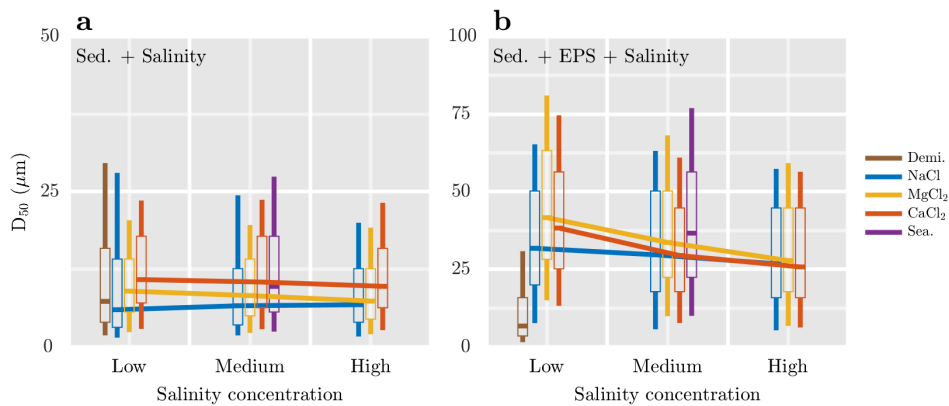 a
b
50
25
0
D50 (μm)
Sed. + Salinity
Low
Medium
High
Salinity concentration
100
75
50
25
0
Sed. + EPS + Salinity
Low
Medium
High
Salinity concentration
Demi.
NaCl
MgCl2
CaCl2
Sea.